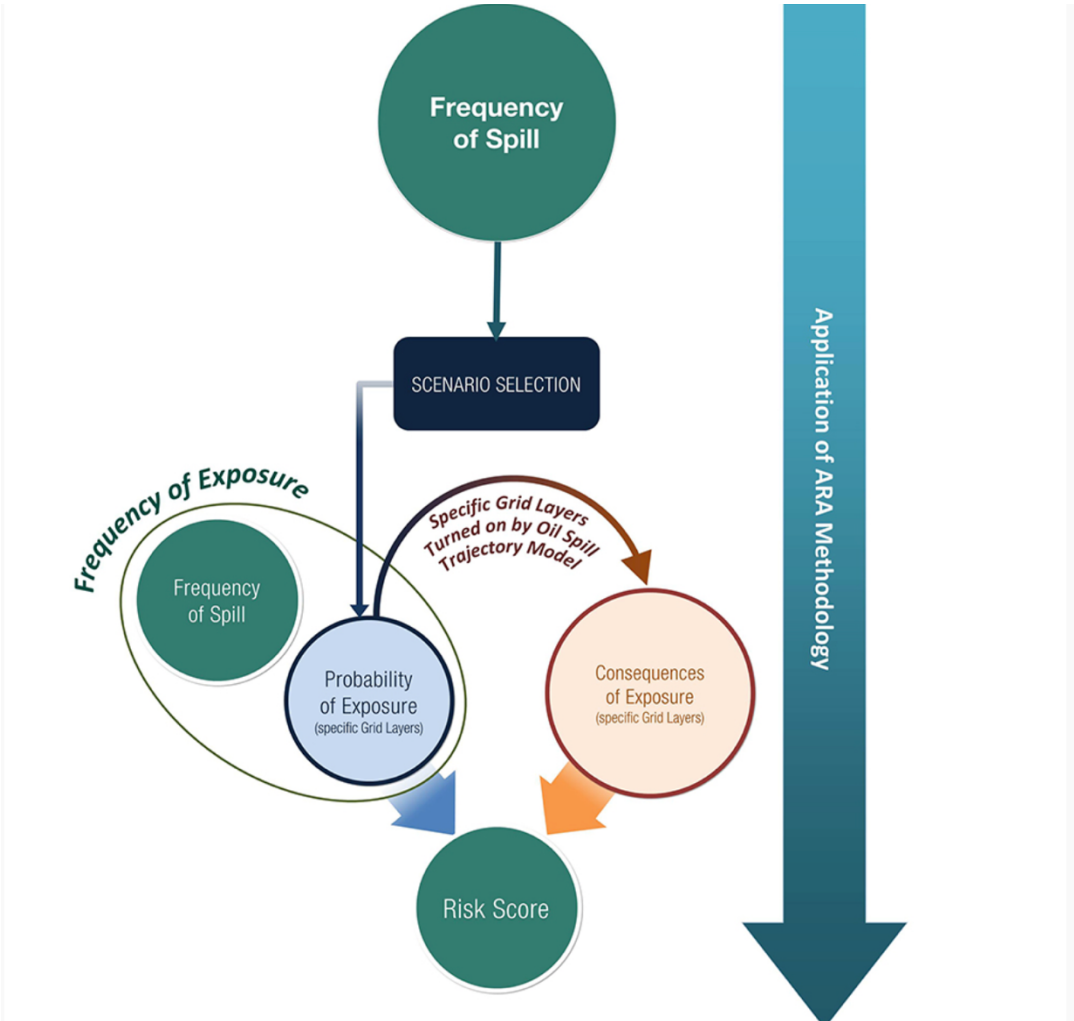 Frequency
of Spill
SCENARIO SELECTION
Frequency of Exposure
Specific Grid Layers
Turned on by Oil Spill
Trajectory Model
Frequency
of Spill
Probability
of Exposure
(specific Grid Layers)
Consequences
of Exposure
(specific Grid Layers)
Risk Score
Application of ARA Methodology